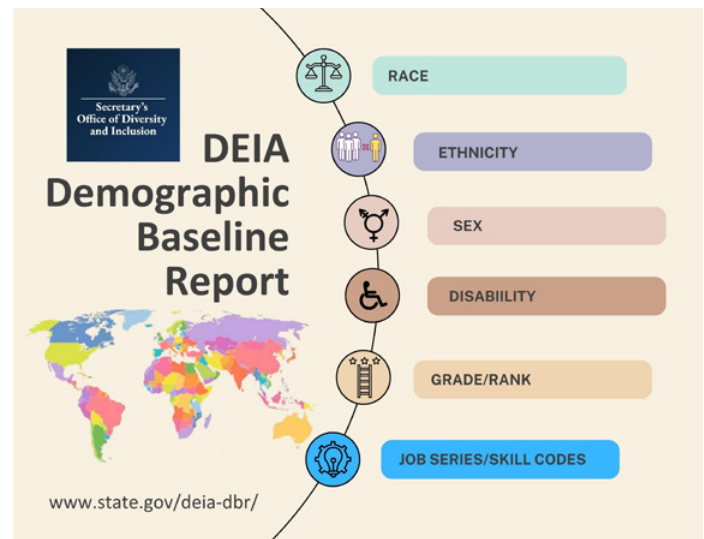 Secretary's
Office of Diversity
and Inclusion
DEIA
Demographic
Baseline
Report
RACE
ETHNICITY
SEX
DISABIILITY
GRADE/RANK
JOB SERIES/SKILL CODES
www.state.gov/deia-dbr/